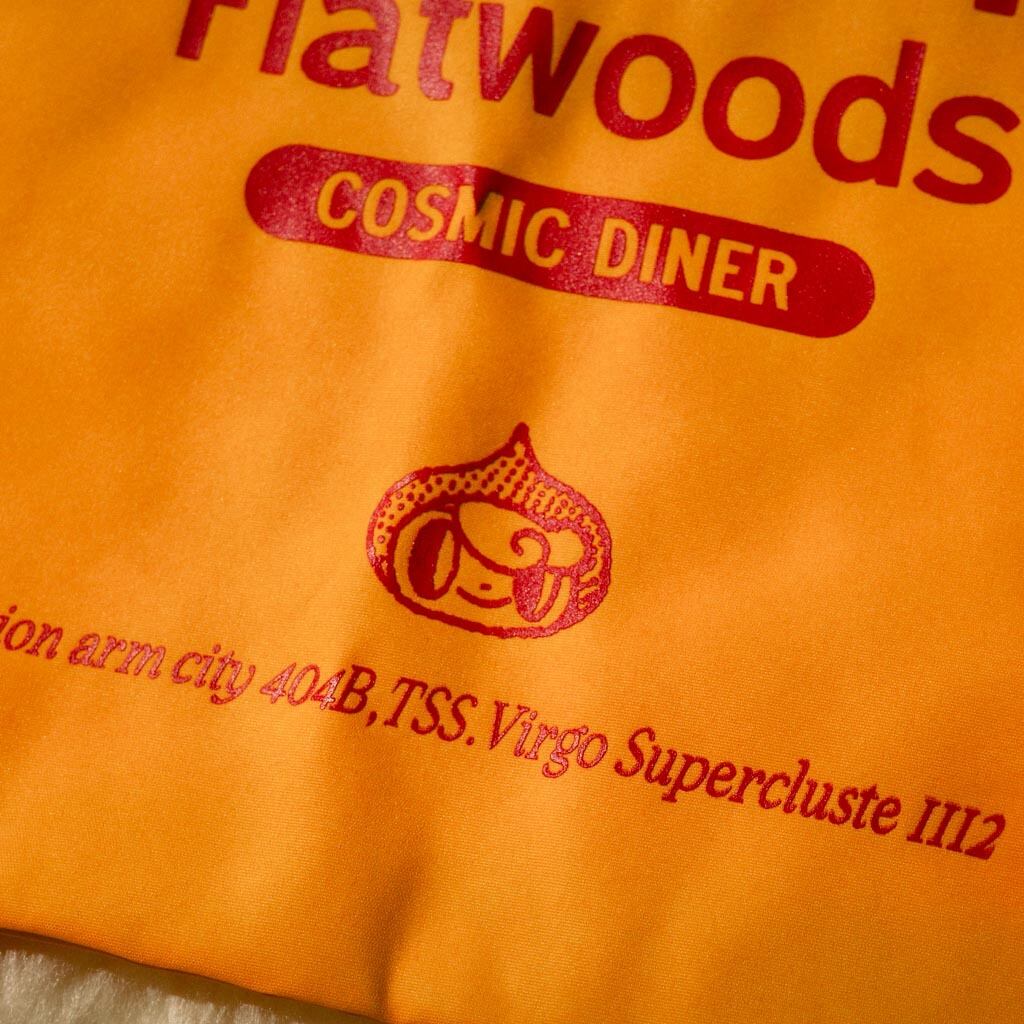 Flatwoods
COSMIC DINER
arm city 404B, TSS. Virgo Supercluste III2